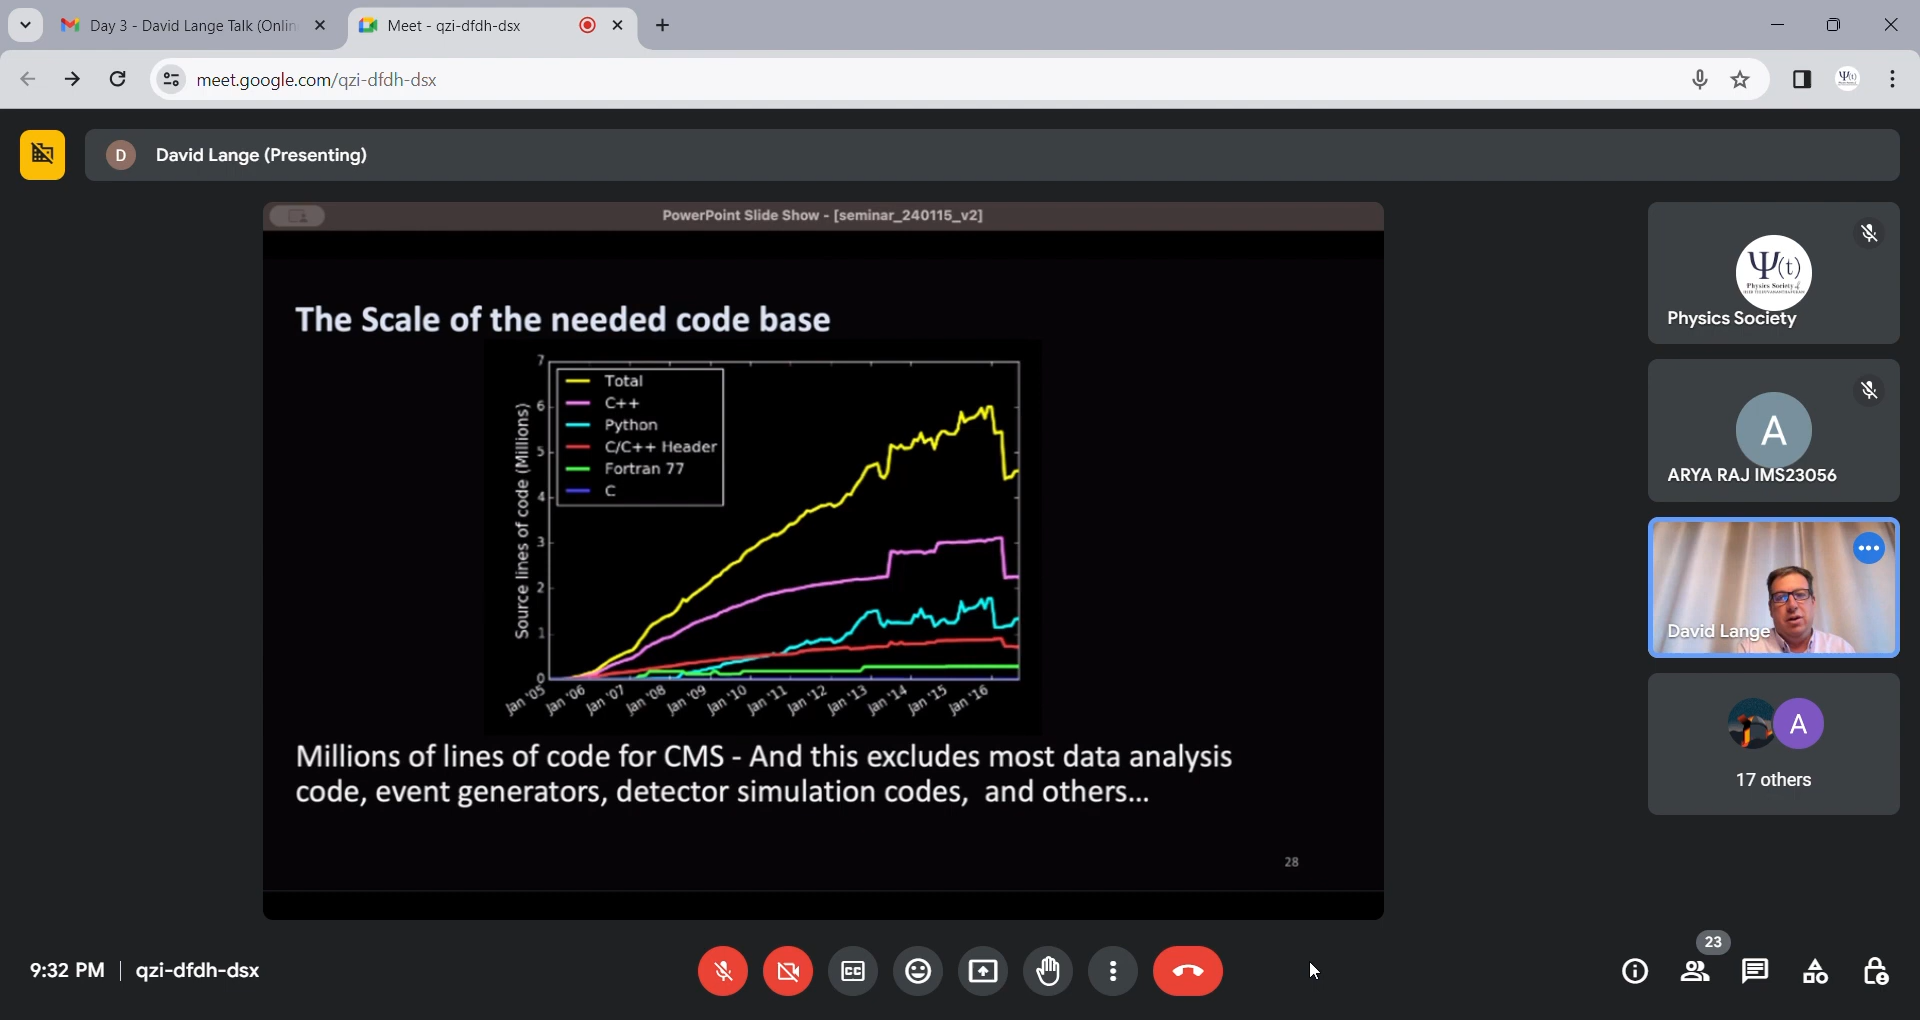 Day 3 - David Lange Talk (Onlin
Meet - qzi-dfdh-dsx
meet.google.com/qzi-dfdh-dsx
Ψ(t)
D
David Lange (Presenting)
PowerPoint Slide Show - [seminar_240115_v2]
The Scale of the needed code base
Source lines of code (Millions)
7
6
5
4
3
2
1
0
Total
C++
Python
C/C++ Header
Fortran 77
C
Jan '05
Jan '06
Jan '07
Jan '08
Jan '09
Jan '10
Jan '11
Jan '12
Jan '13
Jan '14
Jan '15
Jan '16
Millions of lines of code for CMS - And this excludes most data analysis
code, event generators, detector simulation codes, and others...
28
Ψ(t)
Physics Society of
Physics Society
A
ARYA RAJ IMS23056
David Lange
A
17 others
9:32 PM | qzi-dfdh-dsx
CC
23